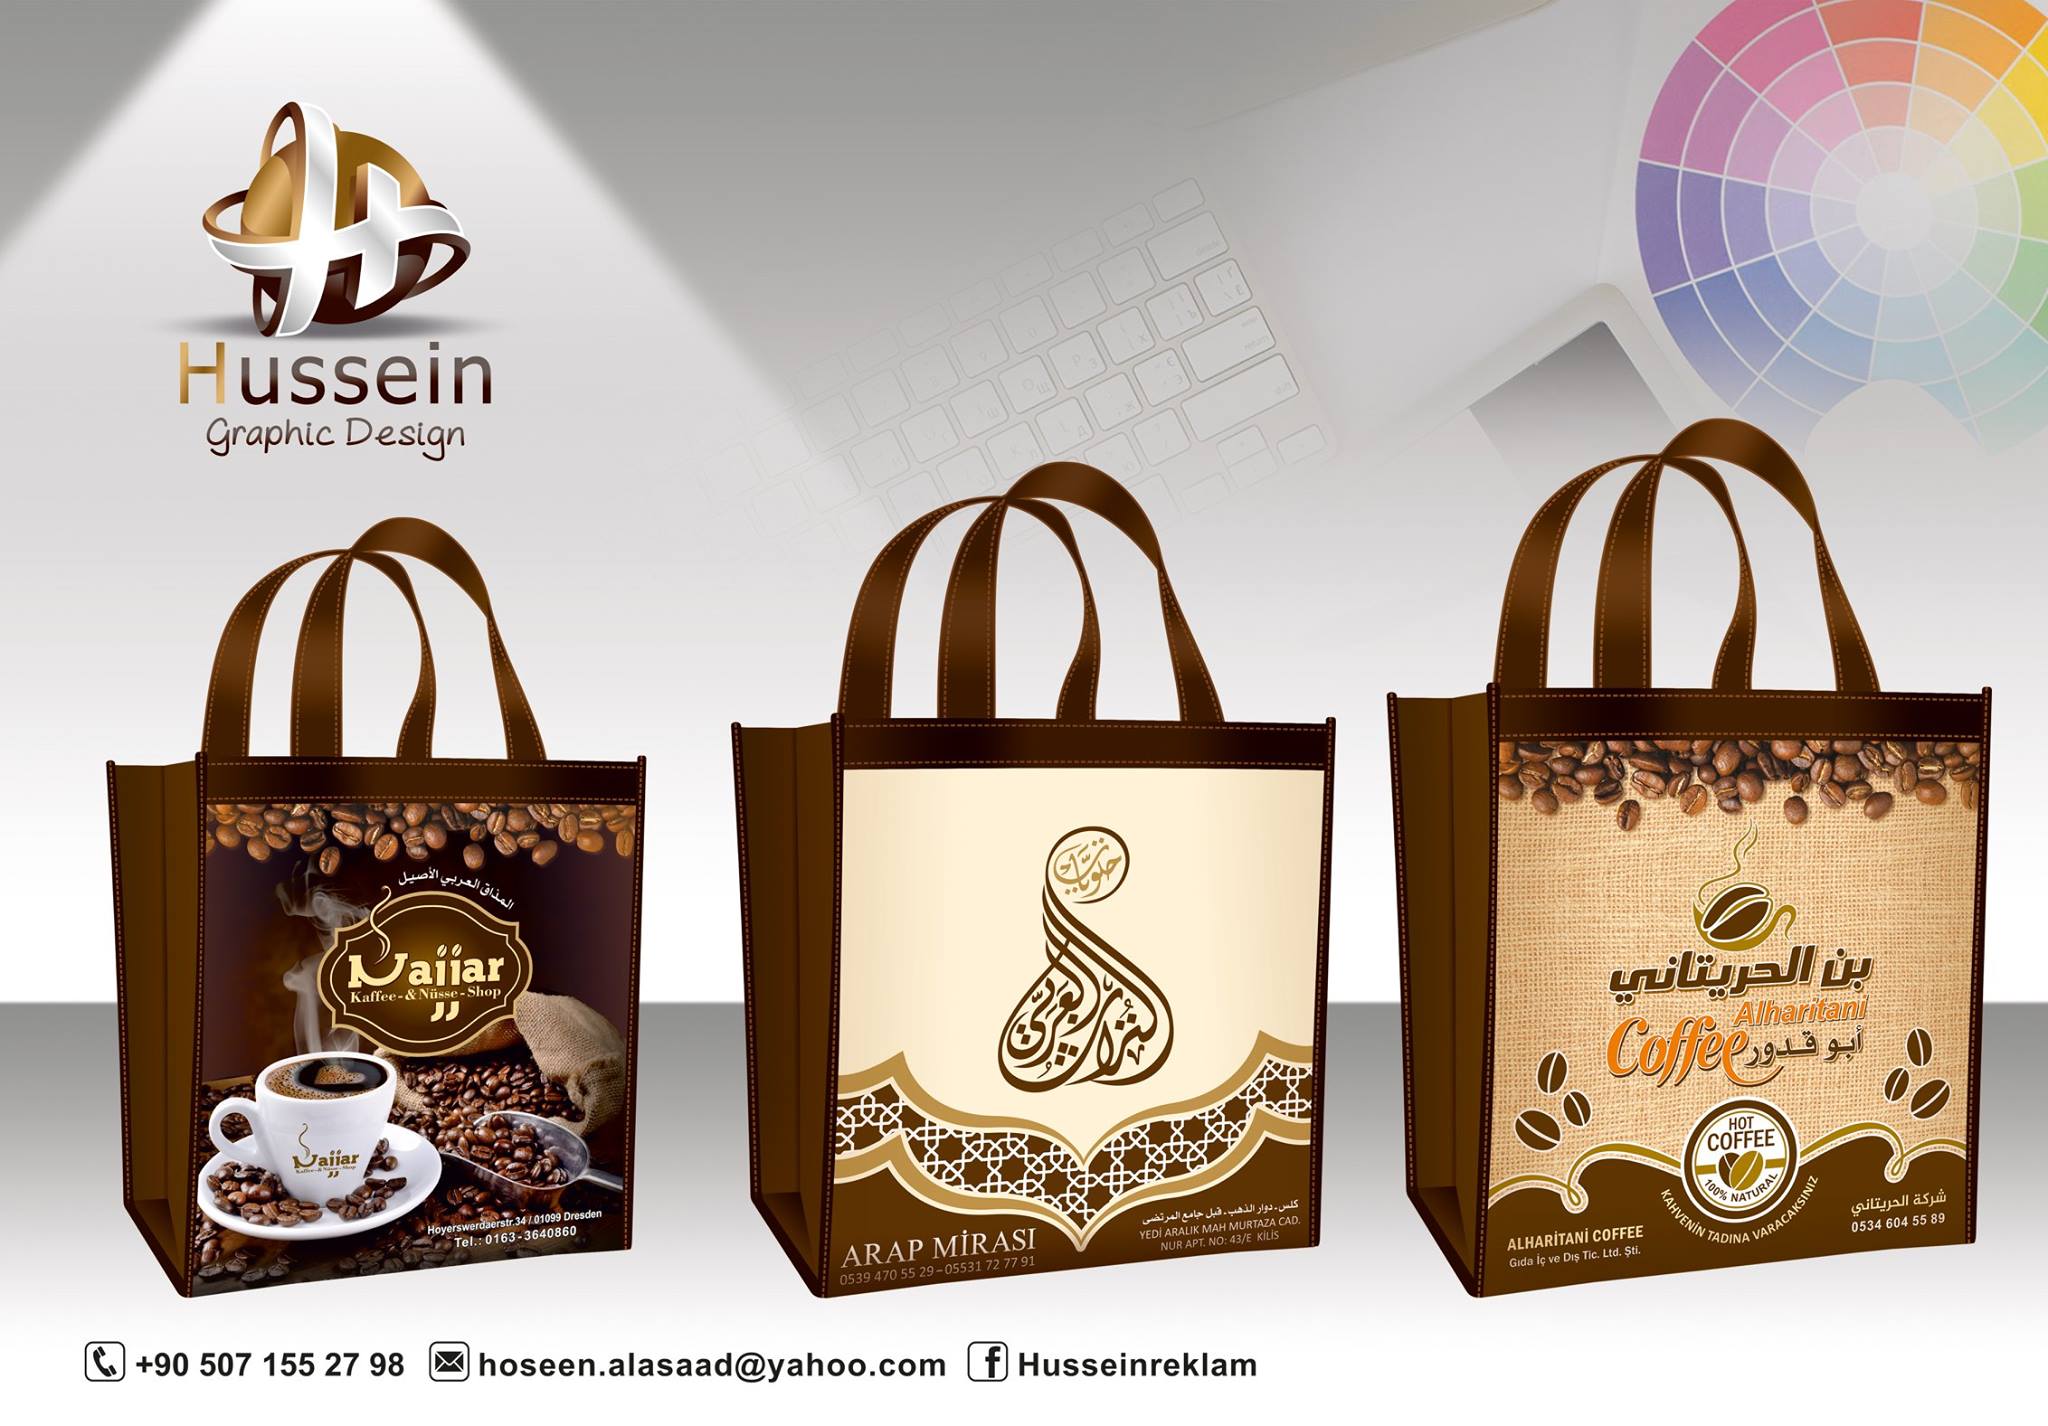 Hussein
Graphic Design
المذاق العربي الأصيل
Najjar
Kaffee-&Nüsse-Shop
Najjar
Kaffee-&Nüsse-Shop
Hoyerswerdaerstr.34 / 01099 Dresden
Tel.: 0163-3640860
حلويات
التراث العربي
ARAP MİRASI
0539 470 55 29 – 05531 72 77 91
كلس - دوار الذهب - قبل جامع المرتضى
YEDİ ARALIK MAH MURTAZA CAD.
NUR APT. NO: 43/E KİLİS
بن الحريتاني
Alharitani
Coffee أبو قدور
HOT
COFFEE
100% NATURAL
KAHVENİN TADINA VARACAKSINIZ
ALHARİTANİ COFFEE
Gıda İç ve Dış Tic. Ltd. Şti.
شركة الحريتاني
0534 604 55 89
+90 507 155 27 98 hoseen.alasaad@yahoo.com Husseinreklam